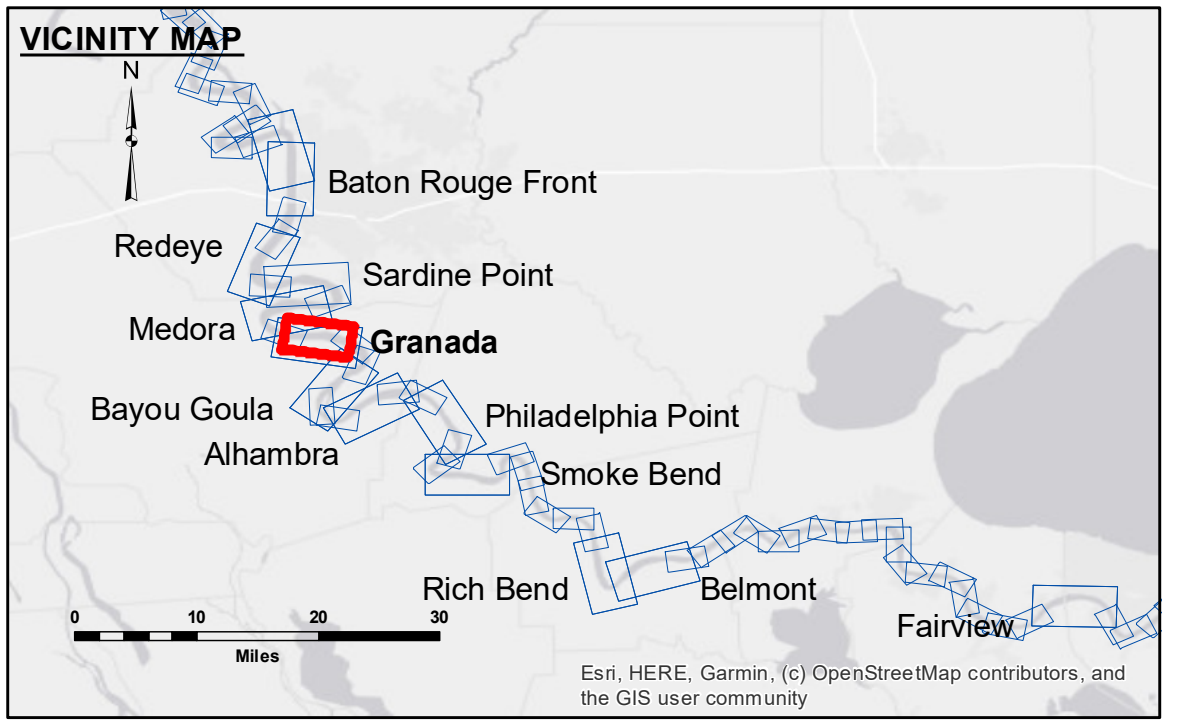 VICINITY MAP
N
Baton Rouge Front
Redeye
Sardine Point
Medora
Granada
Bayou Goula
Philadelphia Point
Alhambra
Smoke Bend
Rich Bend
Belmont
Fairview
0 10 20 30
Miles
Esri, HERE, Garmin, (c) OpenStreetMap contributors, and
the GIS user community